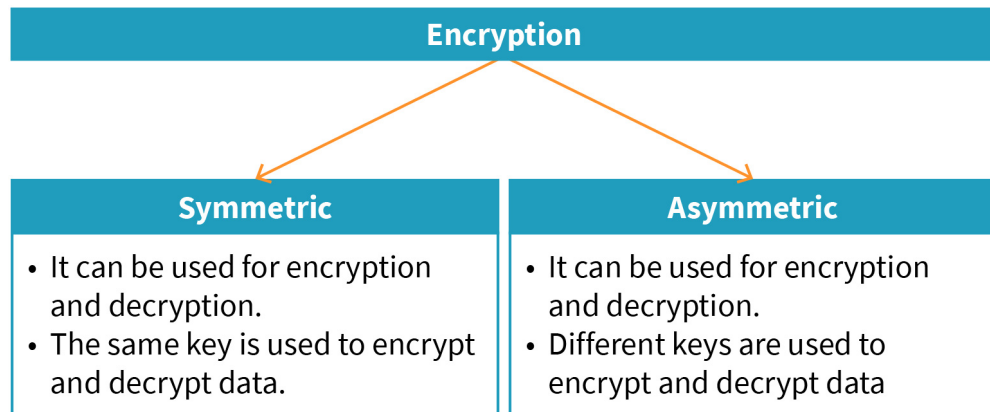 Encryption
Symmetric
• It can be used for encryption
and decryption.
• The same key is used to encrypt
and decrypt data.
Asymmetric
• It can be used for encryption
and decryption.
• Different keys are used to
encrypt and decrypt data